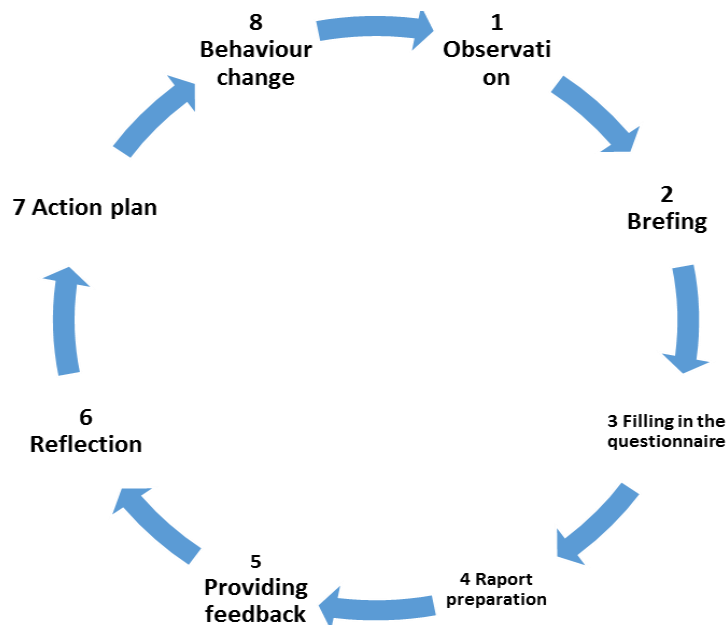 1
Observati
on
2
Brefing
3 Filling in the
questionnaire
4 Raport
preparation
5
Providing
feedback
6
Reflection
7 Action plan
8
Behaviour
change